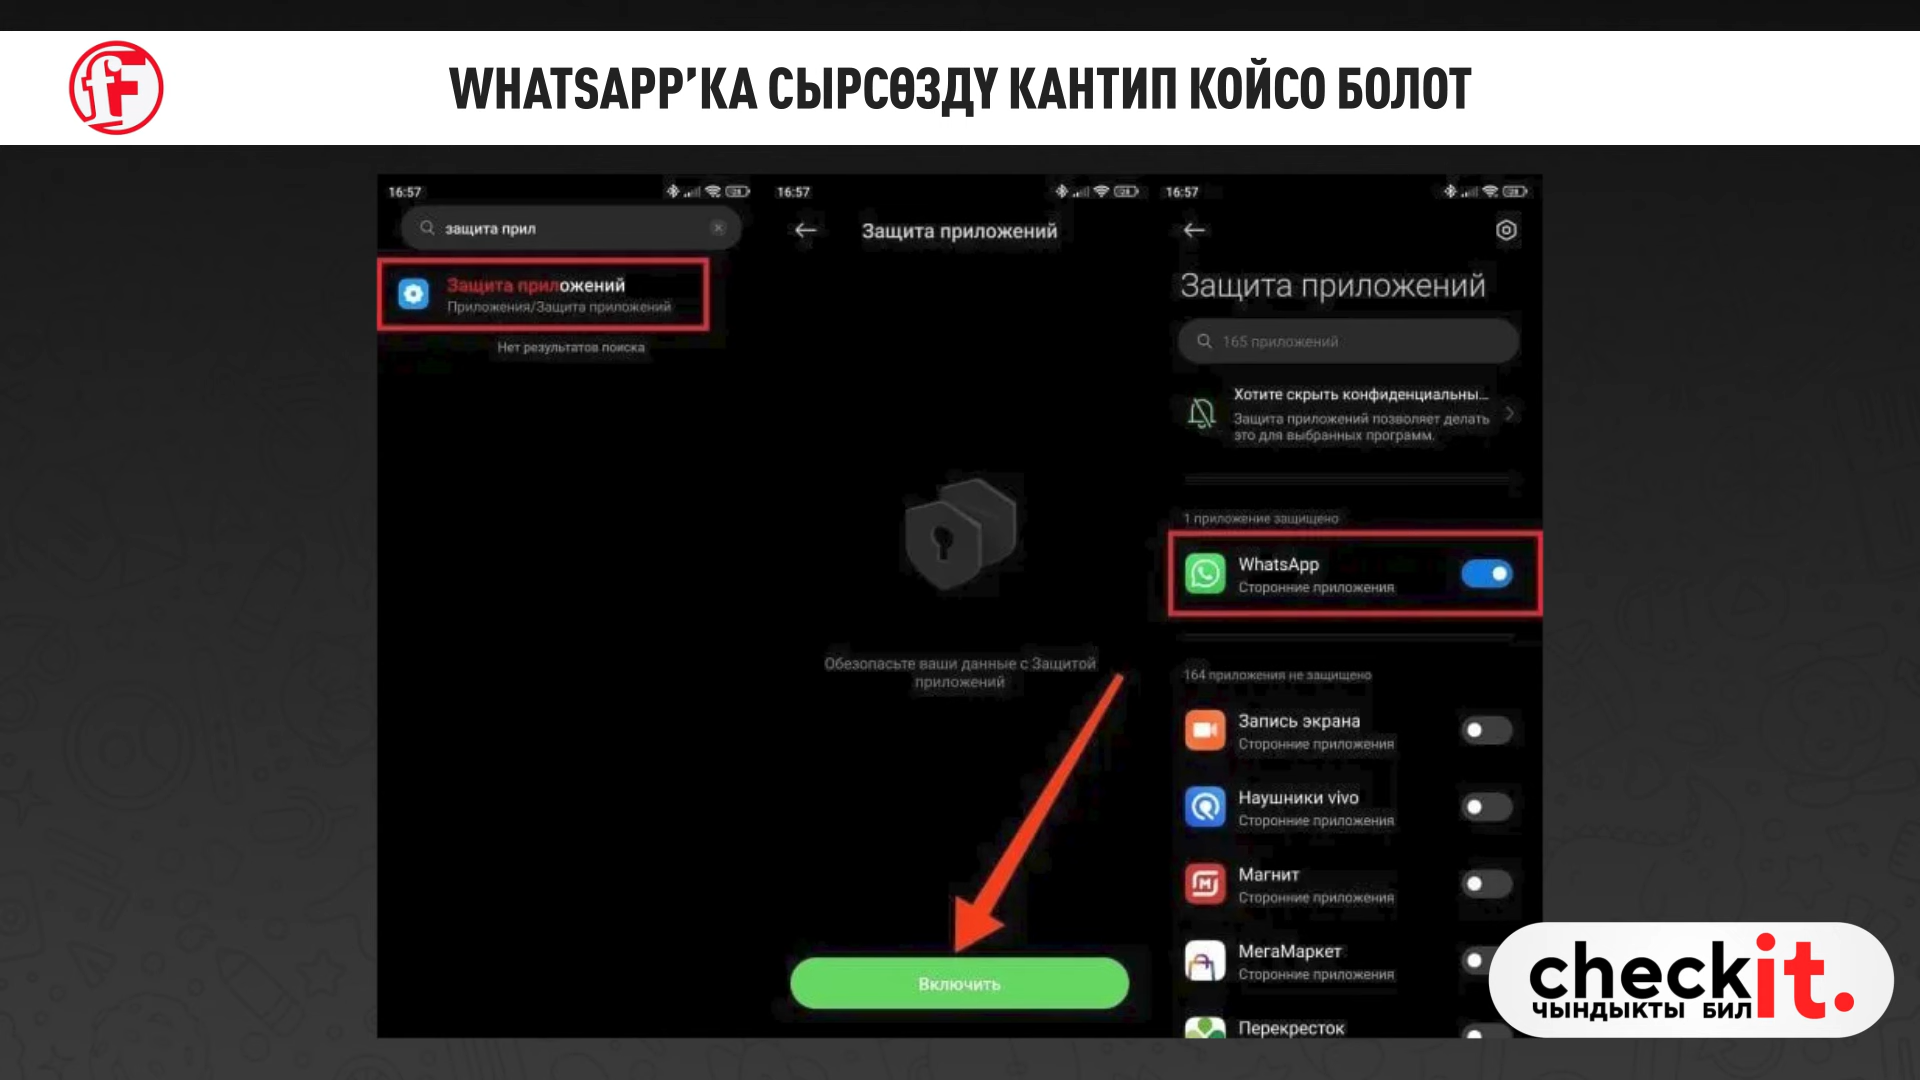 WHATSAPP’КА СЫРСӨЗДҮ КАНТИП КОЙСО БОЛОТ
16:57
защита прил
Защита приложений
Приложения/Защита приложений
Нет результатов поиска
16:57
Защита приложений
Обезопасьте ваши данные с Защитой
приложений
Включить
16:57
Защита приложений
165 приложений
Хотите скрыть конфиденциальны...
Защита приложений позволяет делать
это для выбранных программ.
1 приложение защищено
WhatsApp
Сторонние приложения
164 приложения не защищено
Запись экрана
Сторонние приложения
Наушники vivo
Сторонние приложения
Магнит
Сторонние приложения
МегаМаркет
Сторонние приложения
Перекресток
checkit.
ЧЫНДЫКТЫ БИЛ